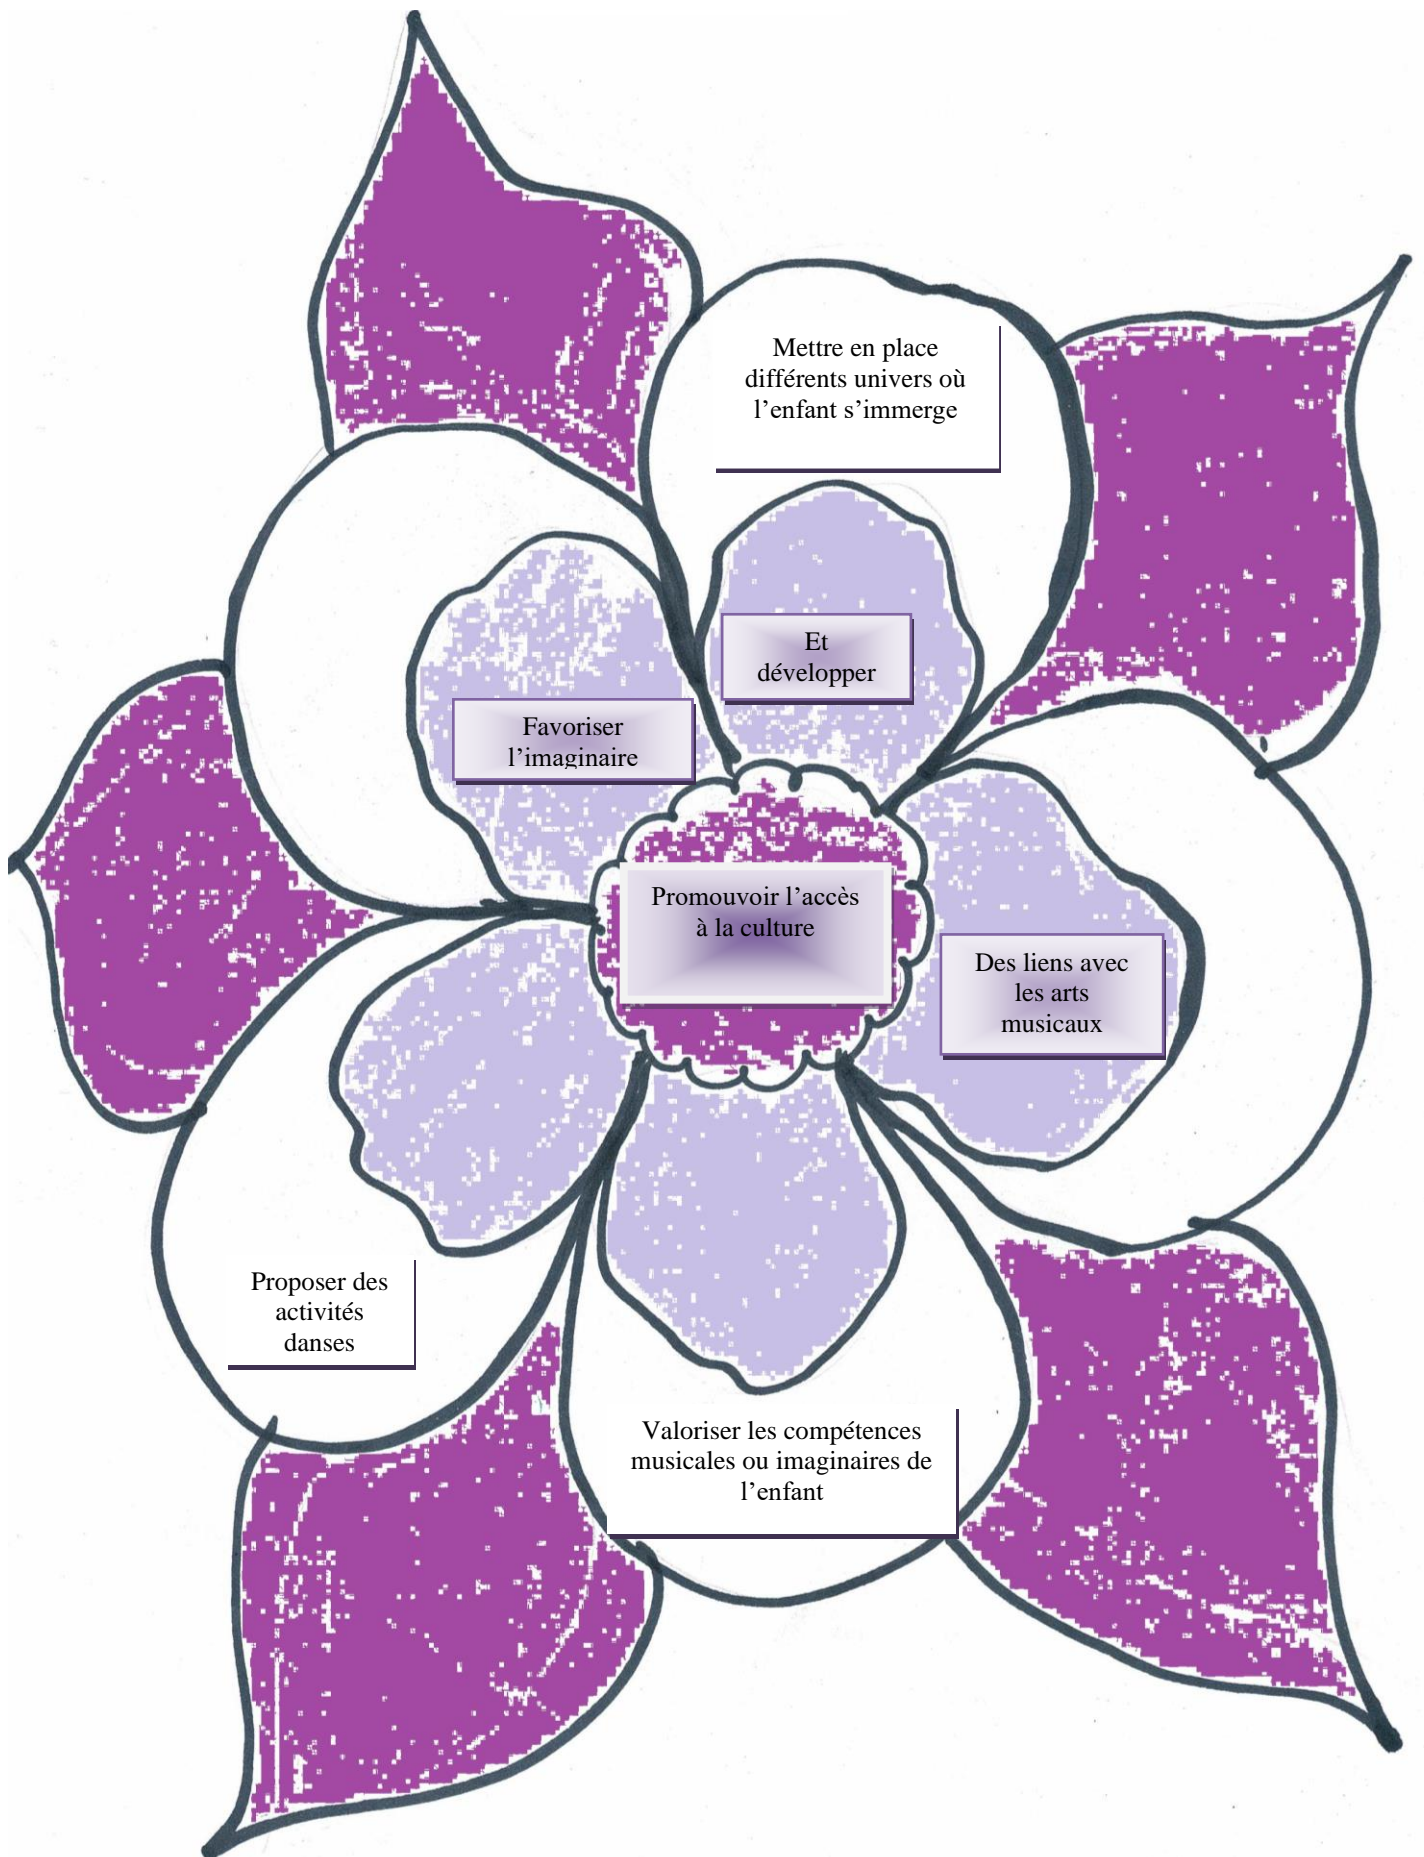 Mettre en place
différents univers où
l’enfant s’immerge
Et
développer
Favoriser
l’imaginaire
Promouvoir l’accès
à la culture
Des liens avec
les arts
musicaux
Proposer des
activités
danses
Valoriser les compétences
musicales ou imaginaires de
l’enfant